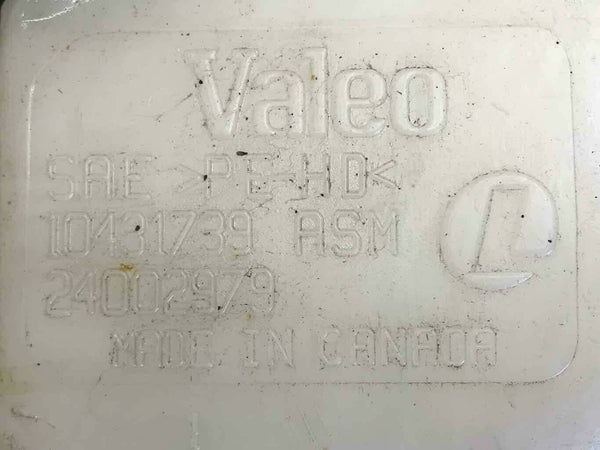 Valeo
SAE >PE-HD<
10431739 ASM
24002979
MADE IN CANADA